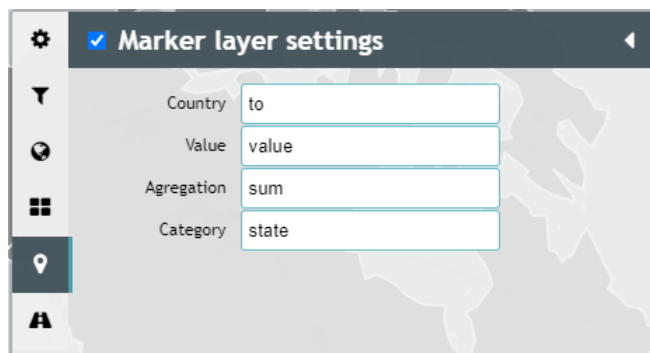 Marker layer settings
Country to
Value value
Agregation sum
Category state